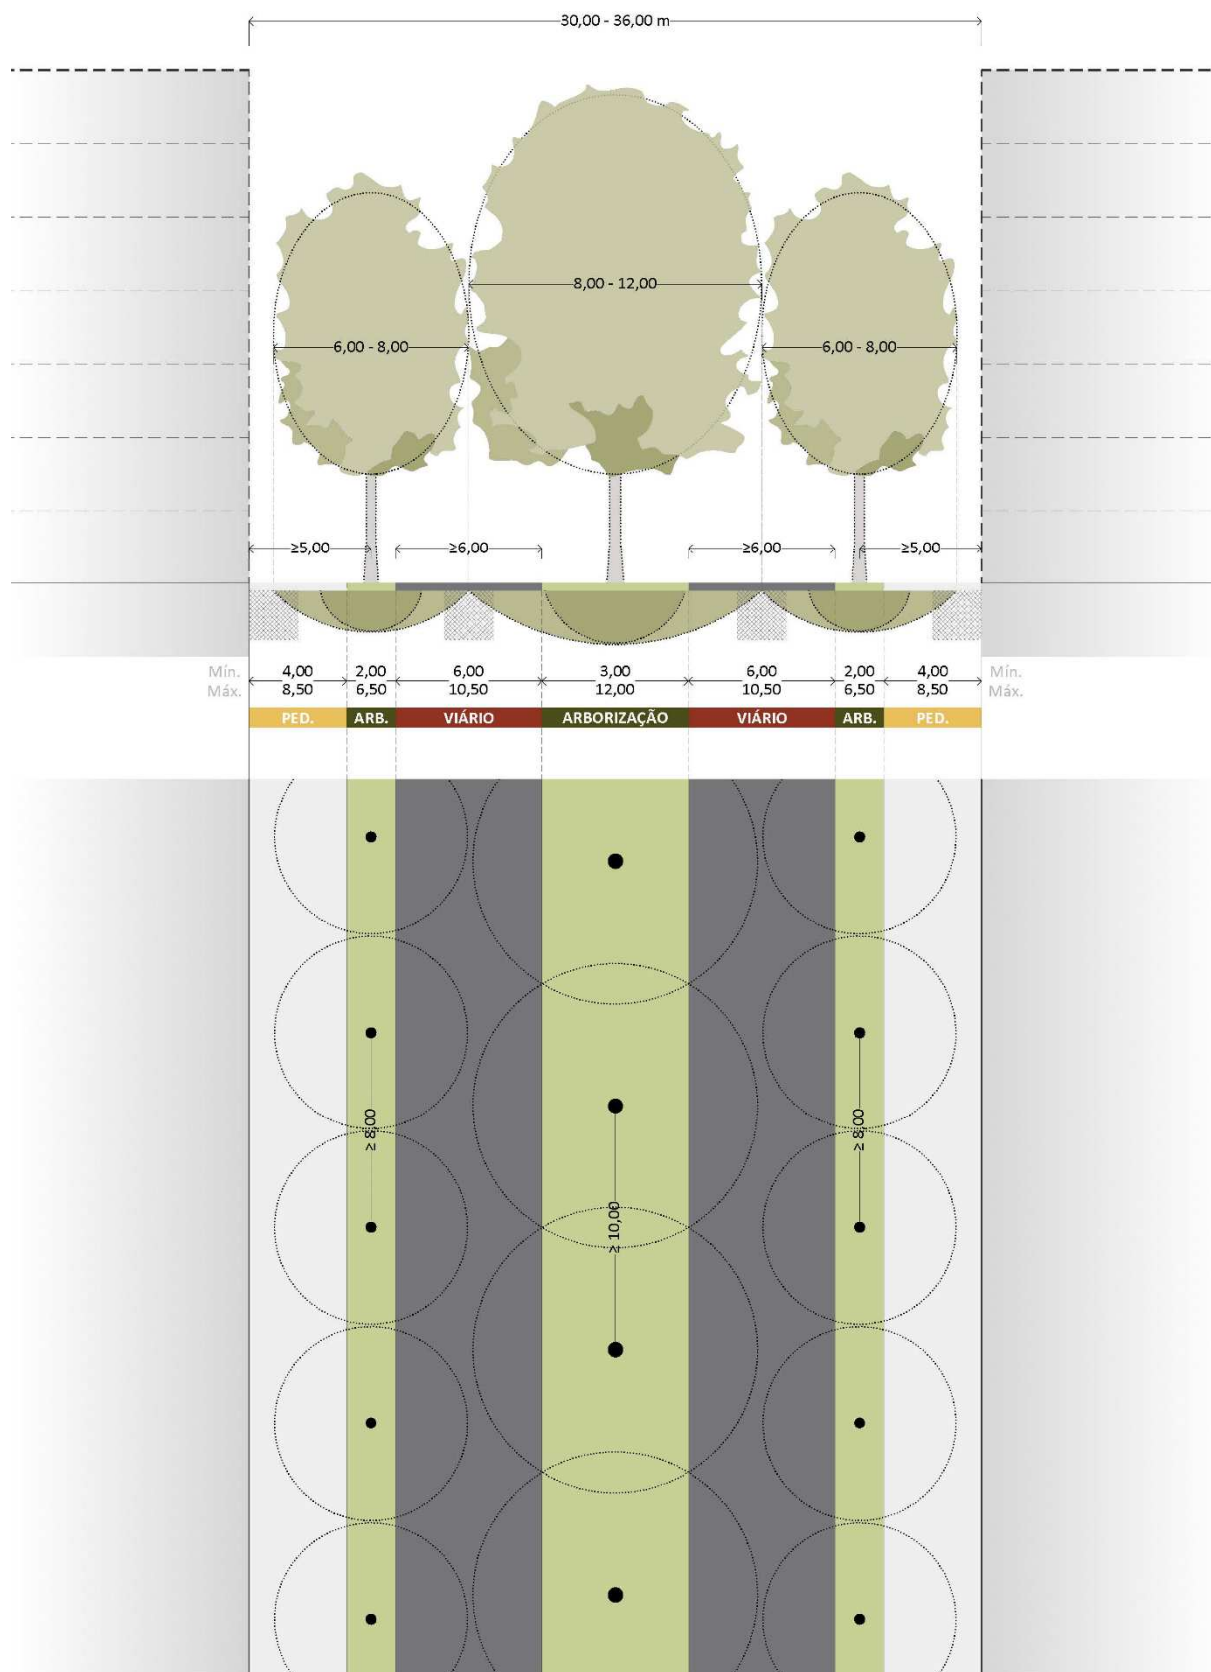 30,00 - 36,00 m
8,00 - 12,00
6,00 - 8,00 6,00 - 8,00
≥5,00 ≥6,00 ≥6,00 ≥5,00
Mín. 4,00 2,00 6,00 3,00 6,00 2,00 4,00 Mín.
Máx. 8,50 6,50 10,50 12,00 10,50 6,50 8,50 Máx.
PED. ARB. VIÁRIO ARBORIZAÇÃO VIÁRIO ARB. PED.
≥ 8,00 ≥ 8,00
≥ 10,00